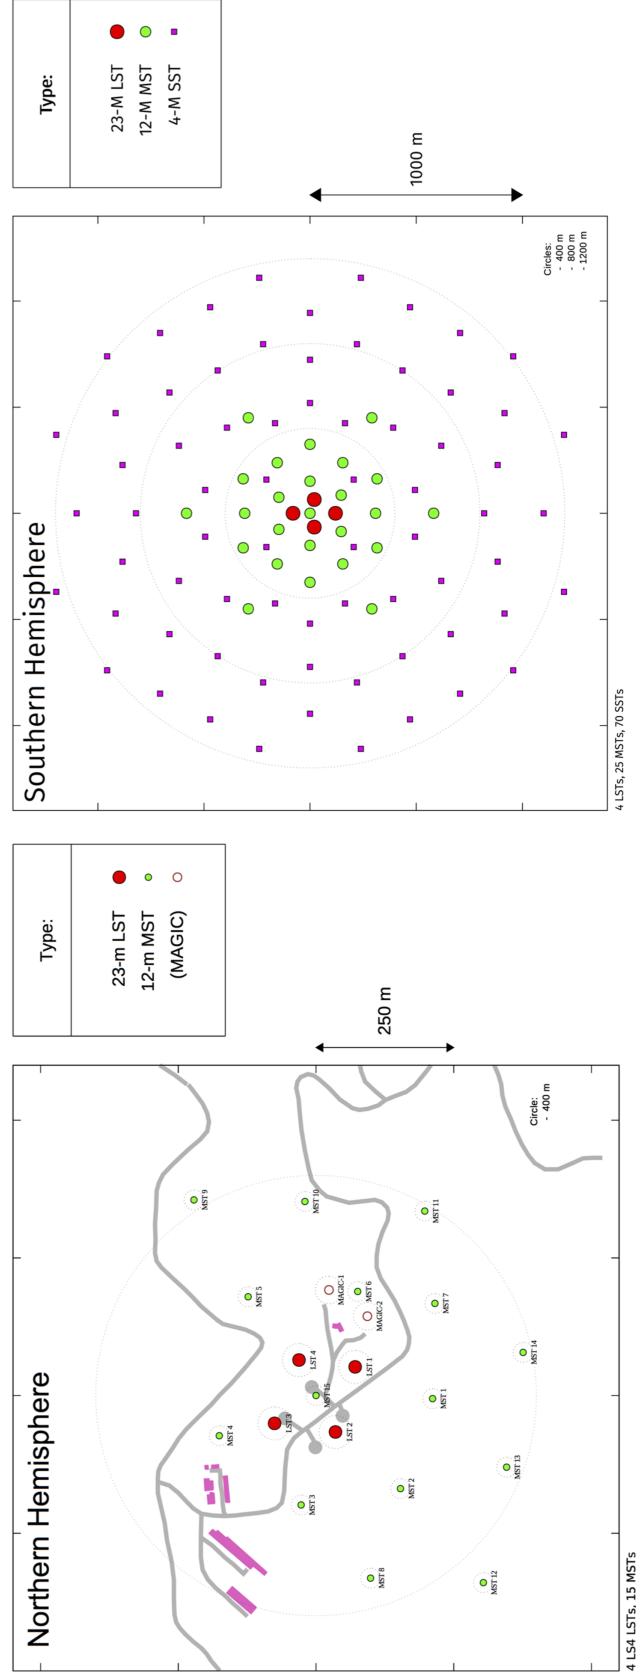 Northern Hemisphere
Type:
23-m LST
12-m MST
(MAGIC)
250 m
Circle:
- 400 m
MST 9
MST 10
MST 11
MST 5
MAGIC-1
MST 6
MAGIC-2
MST 7
LST 4
LST 1
MST 14
MST 15
MST 1
MST 4
LST 3
LST 2
MST 3
MST 2
MST 13
MST 8
MST 12
4 LS4 LSTs, 15 MSTs
Southern Hemisphere
Type:
23-M LST
12-M MST
4-M SST
1000 m
Circles:
- 400 m
- 800 m
- 1200 m
4 LSTs, 25 MSTs, 70 SSTs